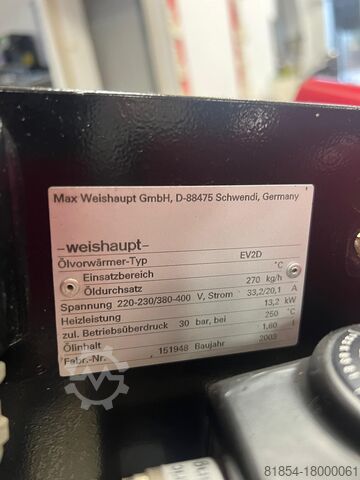 Max Weishaupt GmbH, D-88475 Schwendi, Germany
-weishaupt-
Ölvorwärmer-Typ EV2D
Einsatzbereich °C
Öldurchsatz 270 kg/h
Spannung 220-230/380-400 V, Strom 33,2/20,1 A
Heizleistung 13,2 kW
zul. Betriebsüberdruck 30 bar, bei 250 °C
Ölinhalt 1,60 l
Fabr.-Nr. 151948 Baujahr 2003
81854-18000061